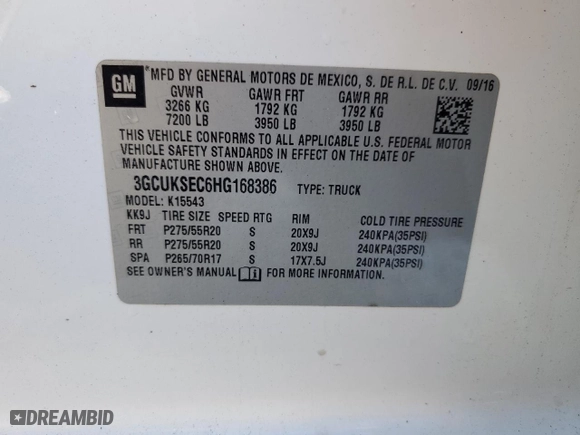 GM
*MFD BY GENERAL MOTORS DE MEXICO, S. DE R.L. DE C.V. 09/16
GVWR GAWR FRT GAWR RR
3266 KG 1792 KG 1792 KG
7200 LB 3950 LB 3950 LB
THIS VEHICLE CONFORMS TO ALL APPLICABLE U.S. FEDERAL MOTOR
VEHICLE SAFETY STANDARDS IN EFFECT ON THE DATE OF
MANUFACTURE SHOWN ABOVE.
3GCUKSEC6HG168386 TYPE: TRUCK
MODEL: K15543
KK9J TIRE SIZE SPEED RTG RIM COLD TIRE PRESSURE
FRT P275/55R20 S 20X9J 240KPA(35PSI)
RR P275/55R20 S 20X9J 240KPA(35PSI)
SPA P265/70R17 S 17X7.5J 240KPA(35PSI)
SEE OWNER'S MANUAL FOR MORE INFORMATION.
DREAMBID